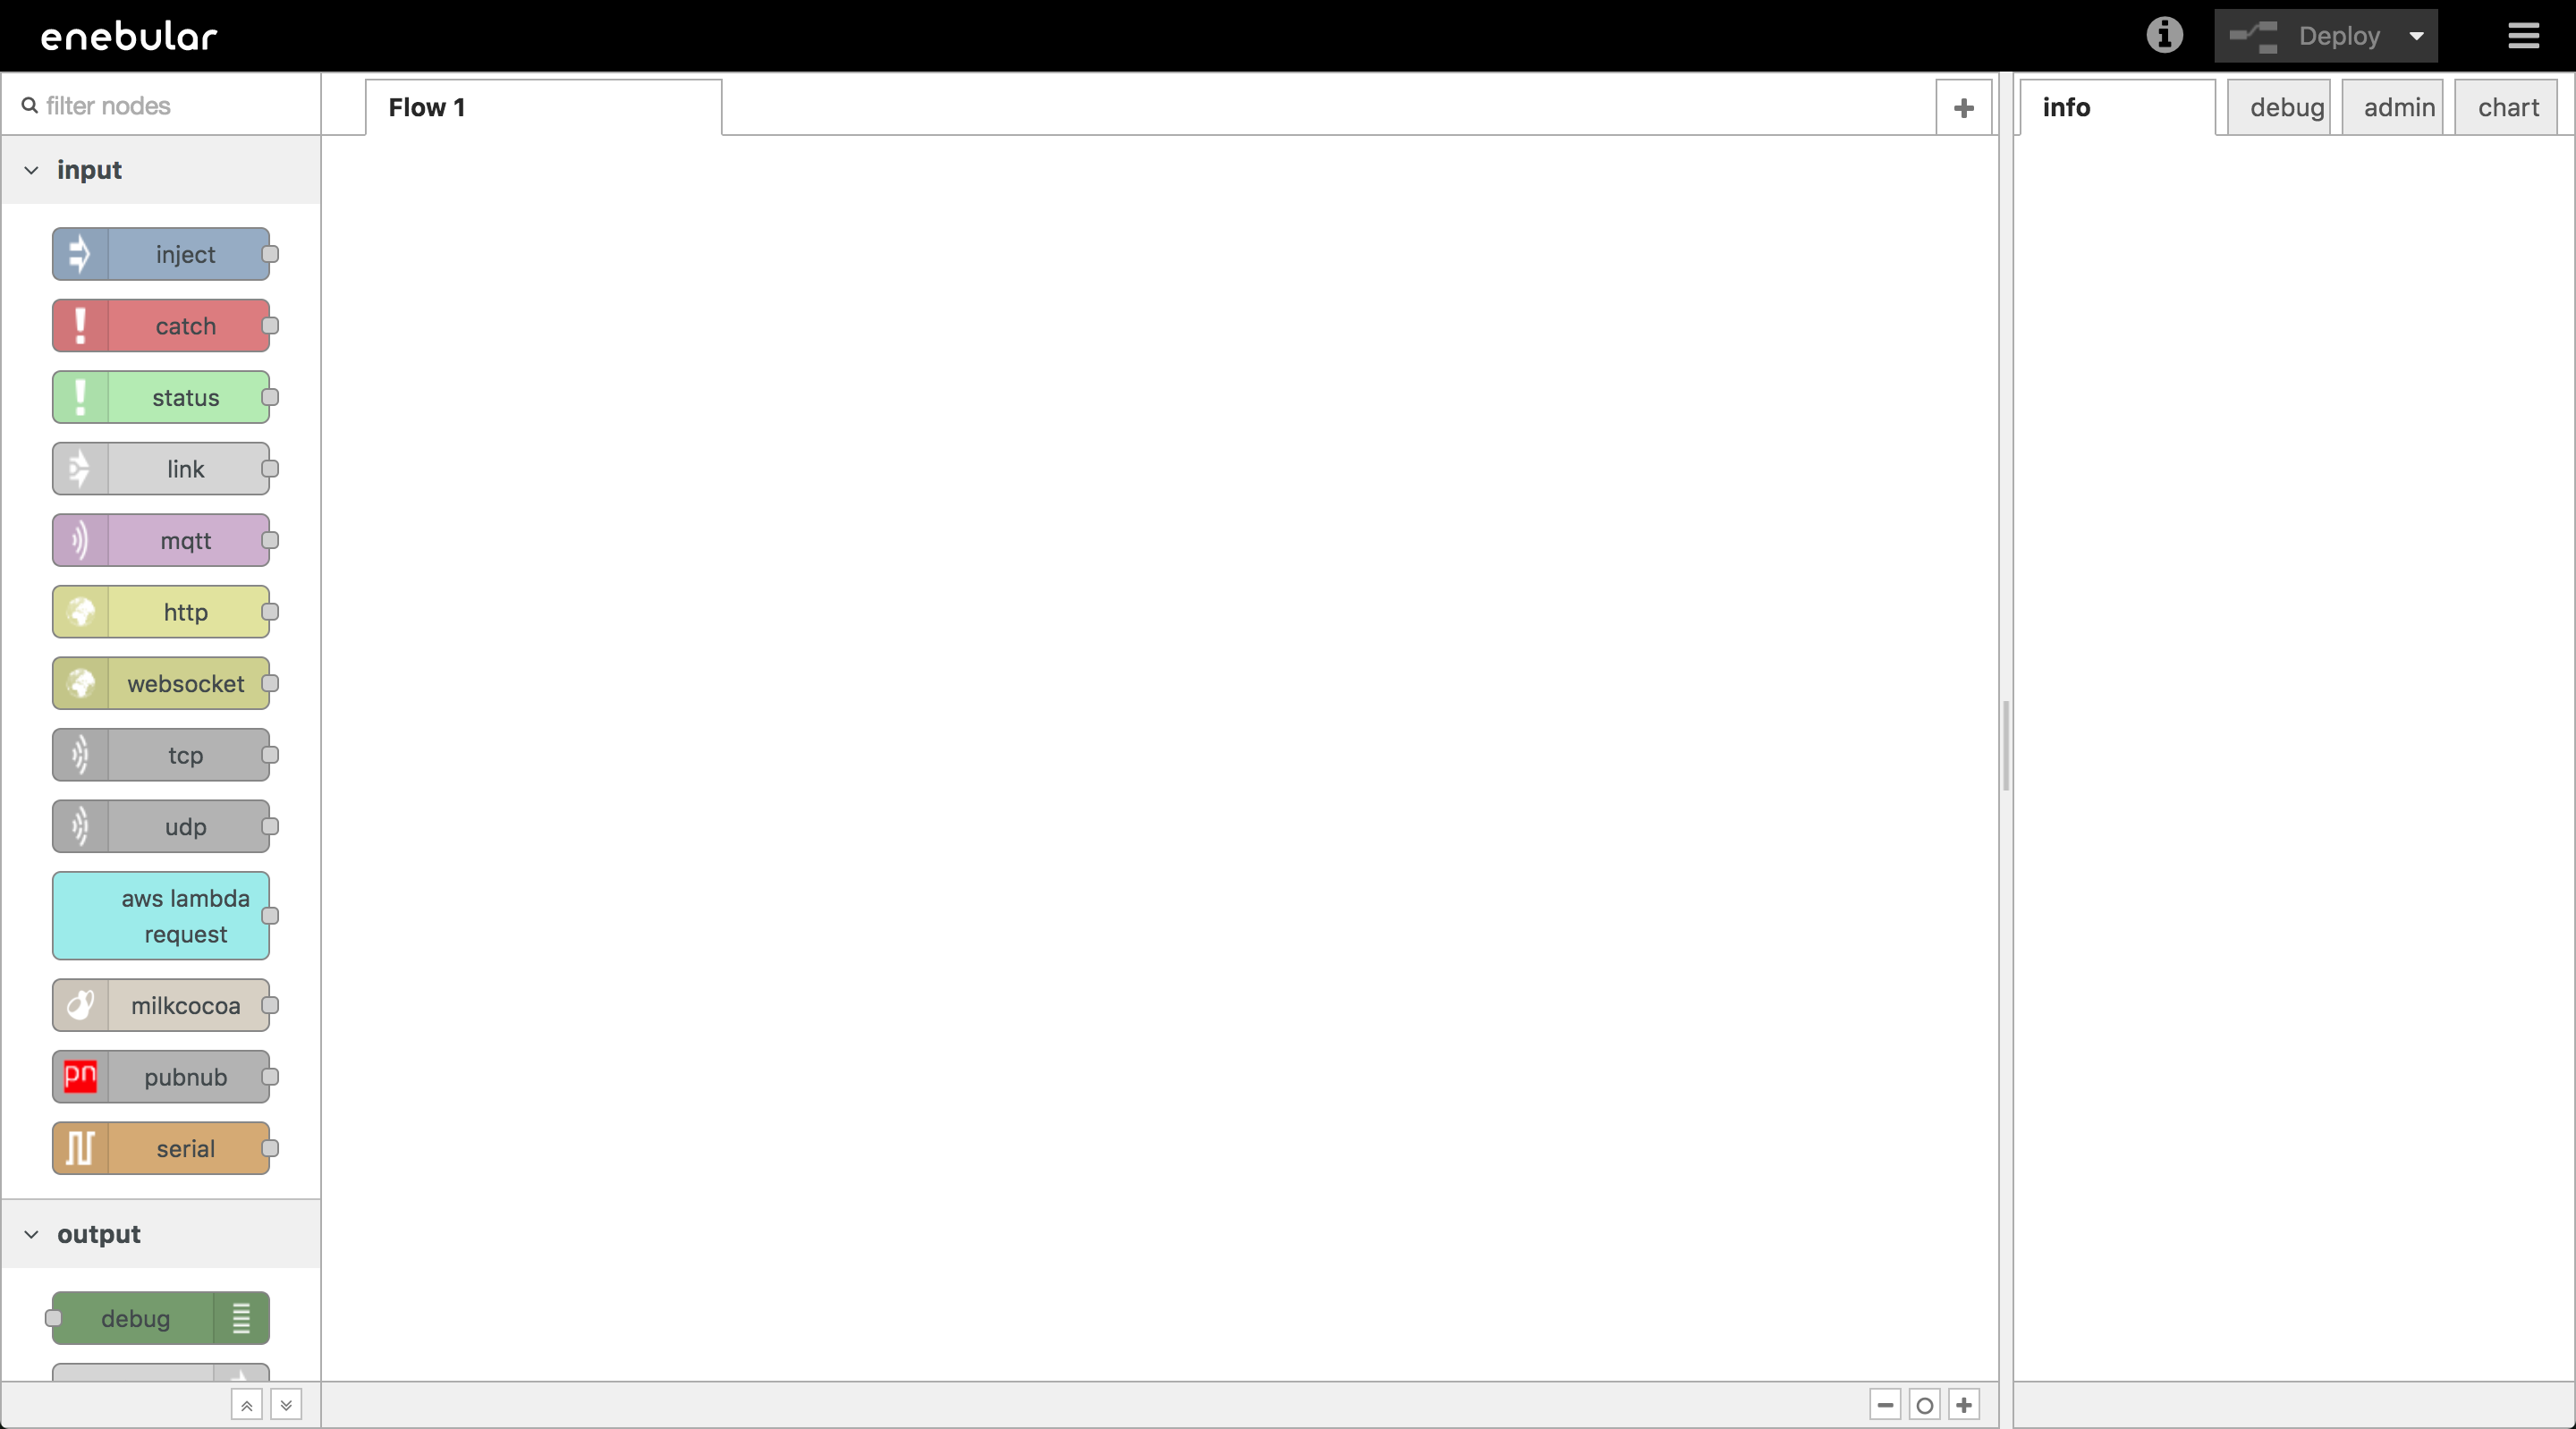 enebular
Deploy
filter nodes
Flow 1
info
debug
admin
chart
input
inject
catch
status
link
mqtt
http
websocket
tcp
udp
aws lambda
request
milkcocoa
pn
pubnub
serial
output
debug